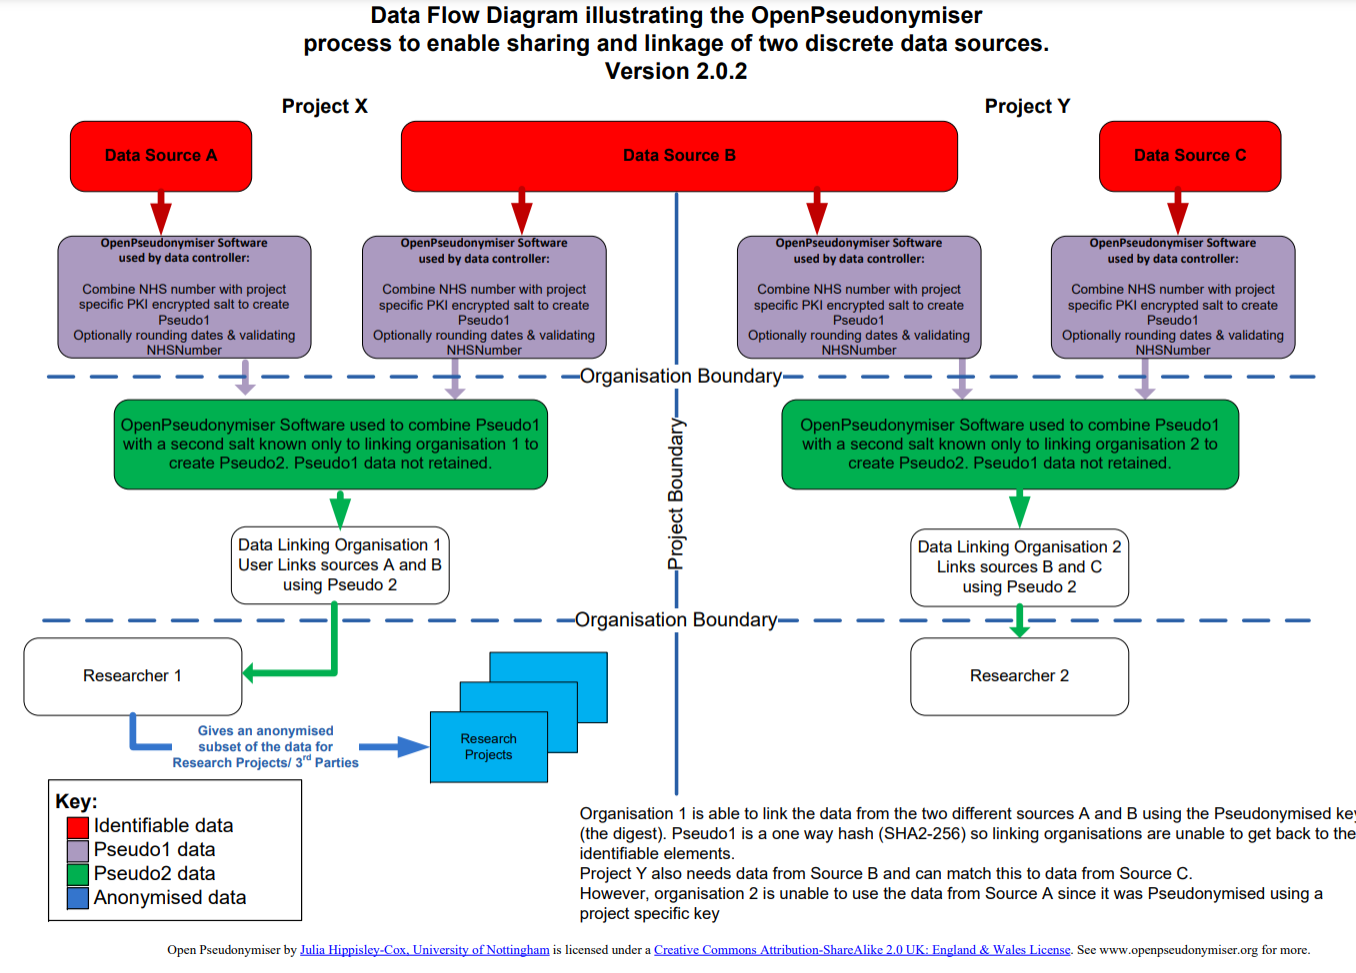 Data Flow Diagram illustrating the OpenPseudonymiser
process to enable sharing and linkage of two discrete data sources.
Version 2.0.2
Project X
Project Y
Data Source A
Data Source B
Data Source C
OpenPseudonymiser Software
used by data controller:
Combine NHS number with project
specific PKI encrypted salt to create
Pseudo1
Optionally rounding dates & validating
NHSNumber
OpenPseudonymiser Software
used by data controller:
Combine NHS number with project
specific PKI encrypted salt to create
Pseudo1
Optionally rounding dates & validating
NHSNumber
OpenPseudonymiser Software
used by data controller:
Combine NHS number with project
specific PKI encrypted salt to create
Pseudo1
Optionally rounding dates & validating
NHSNumber
OpenPseudonymiser Software
used by data controller:
Combine NHS number with project
specific PKI encrypted salt to create
Pseudo1
Optionally rounding dates & validating
NHSNumber
Organisation Boundary
OpenPseudonymiser Software used to combine Pseudo1
with a second salt known only to linking organisation 1 to
create Pseudo2. Pseudo1 data not retained.
Project Boundary
OpenPseudonymiser Software used to combine Pseudo1
with a second salt known only to linking organisation 2 to
create Pseudo2. Pseudo1 data not retained.
Data Linking Organisation 1
User Links sources A and B
using Pseudo 2
Data Linking Organisation 2
Links sources B and C
using Pseudo 2
Organisation Boundary
Researcher 1
Researcher 2
Gives an anonymised
subset of the data for
Research Projects/ 3rd Parties
Research
Projects
Key:
Identifiable data
Pseudo1 data
Pseudo2 data
Anonymised data
Organisation 1 is able to link the data from the two different sources A and B using the Pseudonymised key
(the digest). Pseudo1 is a one way hash (SHA2-256) so linking organisations are unable to get back to the
identifiable elements.
Project Y also needs data from Source B and can match this to data from Source C.
However, organisation 2 is unable to use the data from Source A since it was Pseudonymised using a
project specific key
Open Pseudonymiser by Julia Hippisley-Cox, University of Nottingham is licensed under a Creative Commons Attribution-ShareAlike 2.0 UK: England & Wales License. See www.openpseudonymiser.org for more.